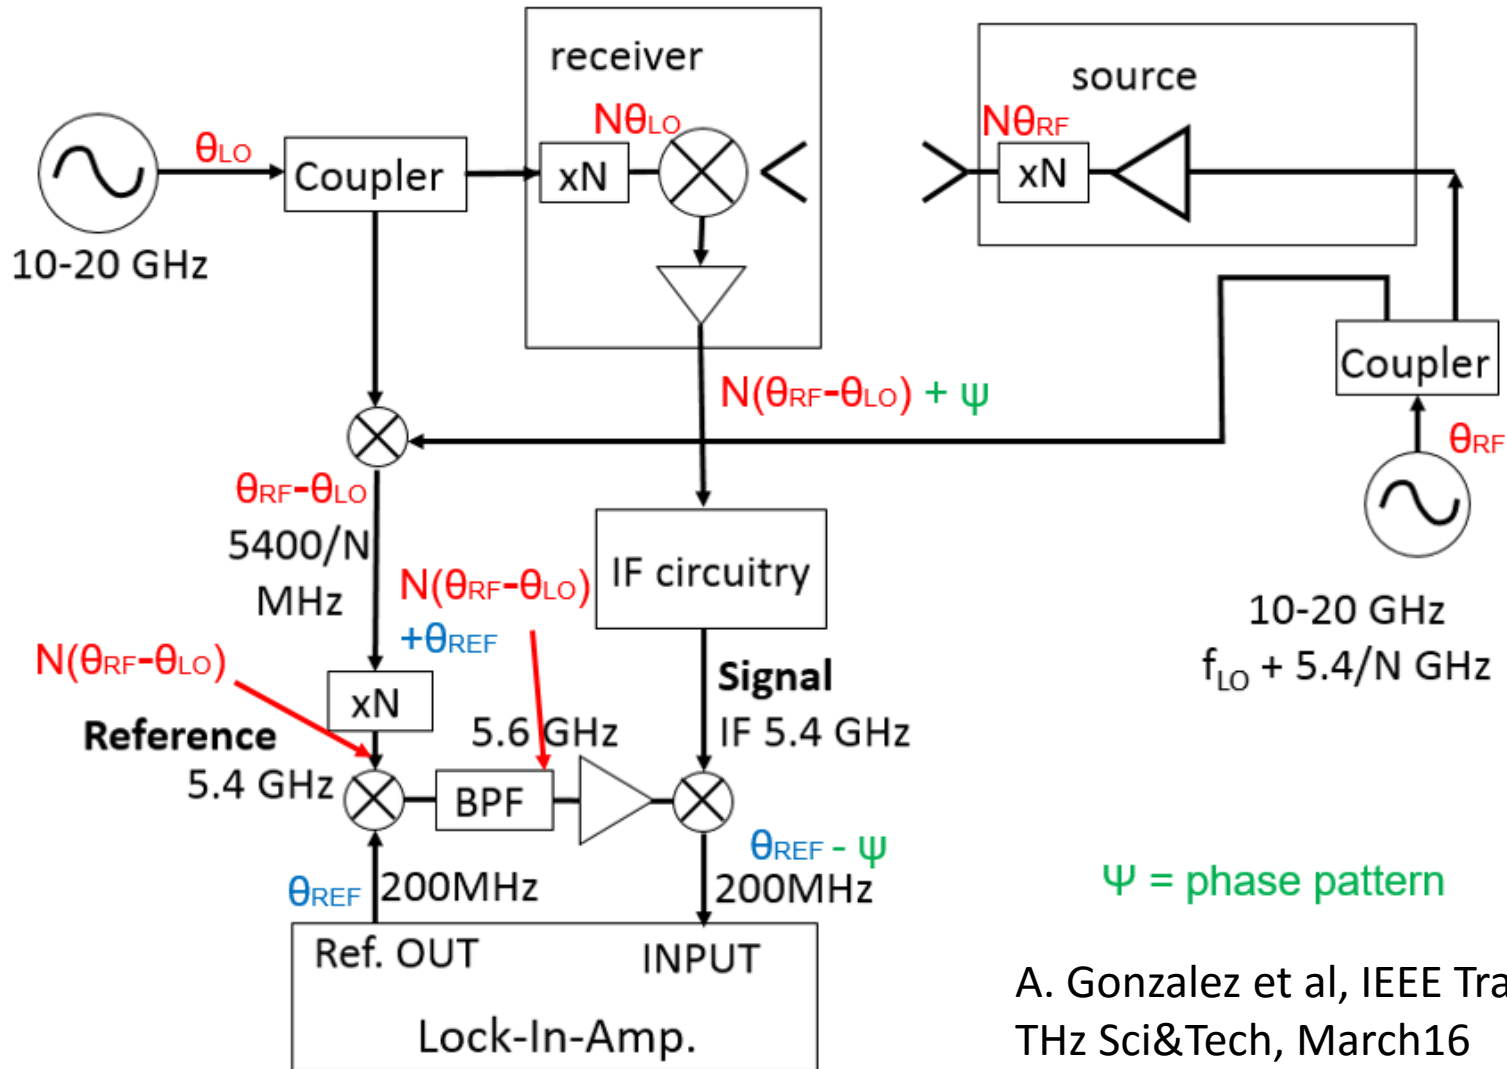 receiver
source
NθLO
NθRF
θLO
Coupler
xN
xN
10-20 GHz
Coupler
N(θRF-θLO) + ψ
θRF
θRF-θLO
5400/N
MHz
N(θRF-θLO)
+θREF
IF circuitry
10-20 GHz
fLO + 5.4/N GHz
N(θRF-θLO)
xN
Signal
IF 5.4 GHz
Reference
5.4 GHz
5.6 GHz
BPF
θREF - ψ
200MHz
θREF
200MHz
Ψ = phase pattern
Ref. OUT
INPUT
Lock-In-Amp.
A. Gonzalez et al, IEEE Tra
THz Sci&Tech, March16